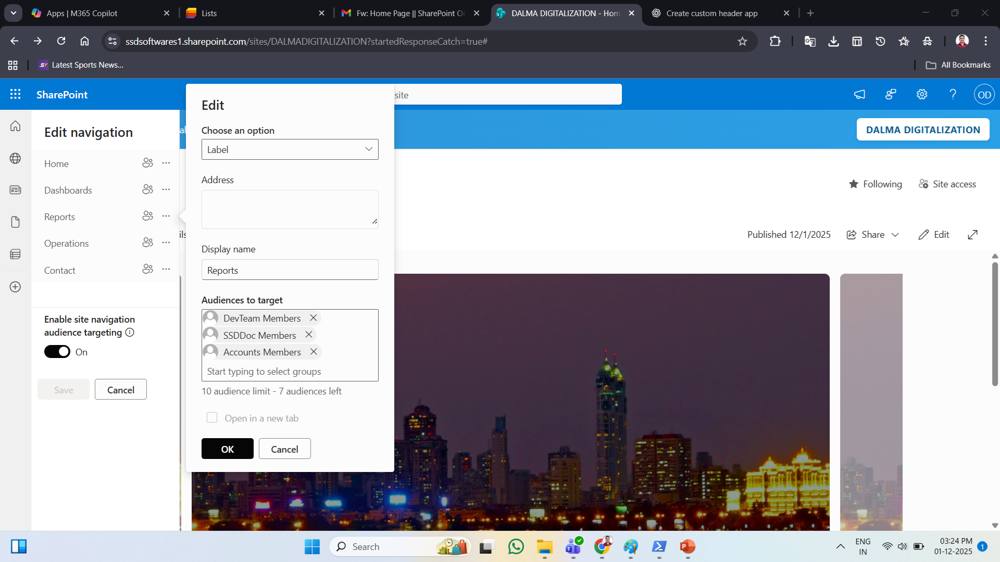 Apps | M365 Copilot
Lists
Fw: Home Page || SharePoint Or
DALMA DIGITALIZATION - Hom
Create custom header app
ssdsoftwares1.sharepoint.com/sites/DALMADIGITALIZATION?startedResponseCatch=true#
SY Latest Sports News...
All Bookmarks
SharePoint
site
OD
Edit navigation
Home
Dashboards
Reports
Operations
Contact
Enable site navigation
audience targeting
On
Save
Cancel
Edit
Choose an option
Label
Address
Display name
Reports
Audiences to target
DevTeam Members
SSDDoc Members
Accounts Members
Start typing to select groups
10 audience limit - 7 audiences left
Open in a new tab
OK
Cancel
DALMA DIGITALIZATION
Following
Site access
Published 12/1/2025
Share
Edit
Search
ENG
IN
03:24 PM
01-12-2025
1